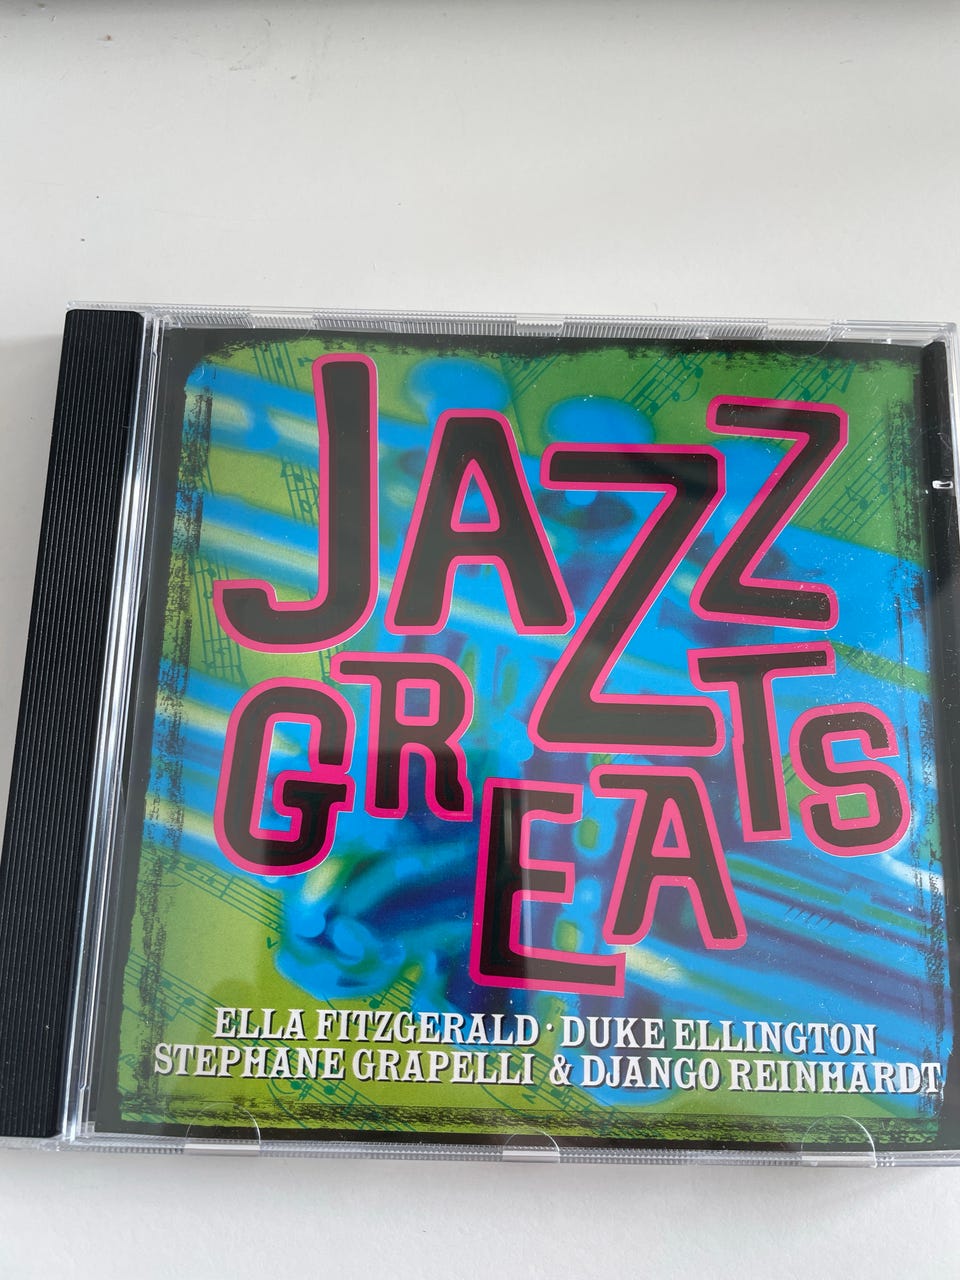 JAZZ
GREATS
ELLA FITZGERALD · DUKE ELLINGTON
STEPHANE GRAPELLI & DJANGO REINHARDT